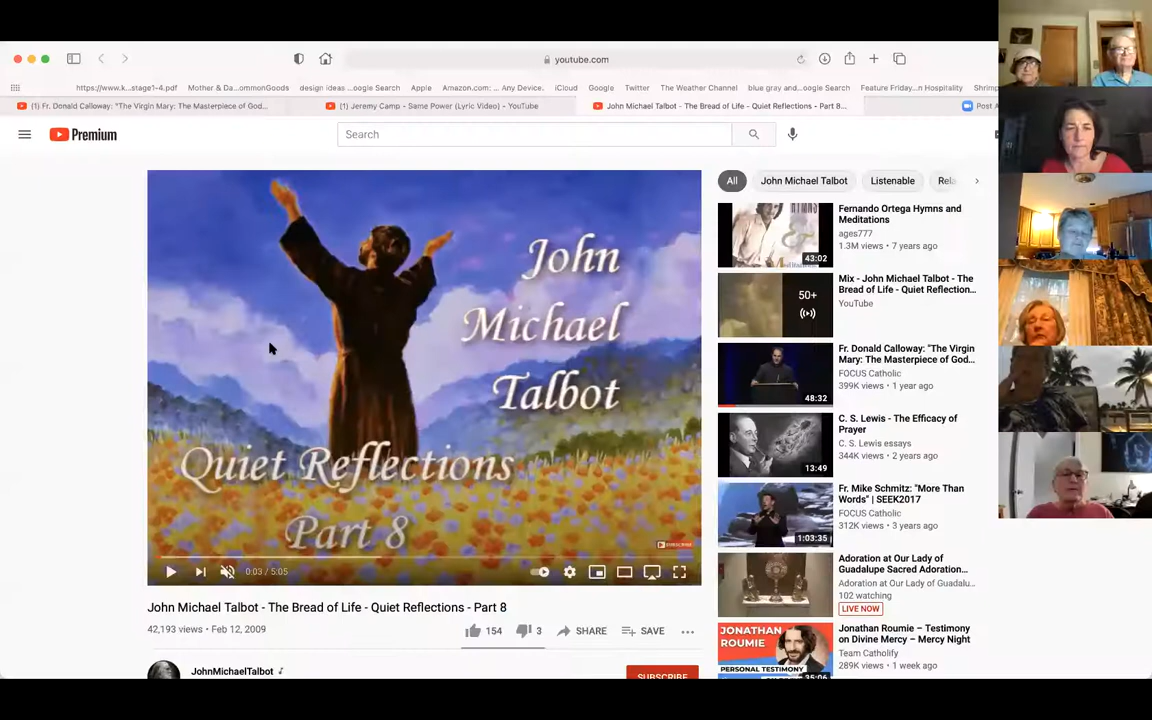 youtube.com
https://www.k...stage1-4.pdf
Mother & Da...ommonGoods
design ideas ...oogle Search
Apple
Amazon.com: ... Any Device.
iCloud
Google
Twitter
The Weather Channel
blue gray and...oogle Search
Feature Friday...n Hospitality
Shrimp
(1) Fr. Donald Calloway: "The Virgin Mary: The Masterpiece of God...
(1) Jeremy Camp - Same Power (Lyric Video) - YouTube
John Michael Talbot - The Bread of Life - Quiet Reflections - Part 8...
Post A
Premium
Search
John
Michael
Talbot
Quiet Reflections
Part 8
SUBSCRIBE
0:03 / 5:05
John Michael Talbot - The Bread of Life - Quiet Reflections - Part 8
42,193 views • Feb 12, 2009
154
3
SHARE
SAVE
JohnMichaelTalbot
SUBSCRIBE
All
John Michael Talbot
Listenable
Rela
Fernando Ortega Hymns and
Meditations
ages777
1.3M views • 7 years ago
43:02
Mix - John Michael Talbot - The
Bread of Life - Quiet Reflection...
YouTube
50+
Fr. Donald Calloway: "The Virgin
Mary: The Masterpiece of God...
FOCUS Catholic
399K views • 1 year ago
48:32
C. S. Lewis - The Efficacy of
Prayer
C. S. Lewis essays
344K views • 2 years ago
13:49
Fr. Mike Schmitz: "More Than
Words" | SEEK2017
FOCUS Catholic
312K views • 3 years ago
1:03:35
Adoration at Our Lady of
Guadalupe Sacred Adoration...
Adoration at Our Lady of Guadalu...
102 watching
LIVE NOW
JONATHAN
ROUMIE
PERSONAL TESTIMONY
35:06
Jonathan Roumie – Testimony
on Divine Mercy – Mercy Night
Team Catholify
289K views • 1 week ago